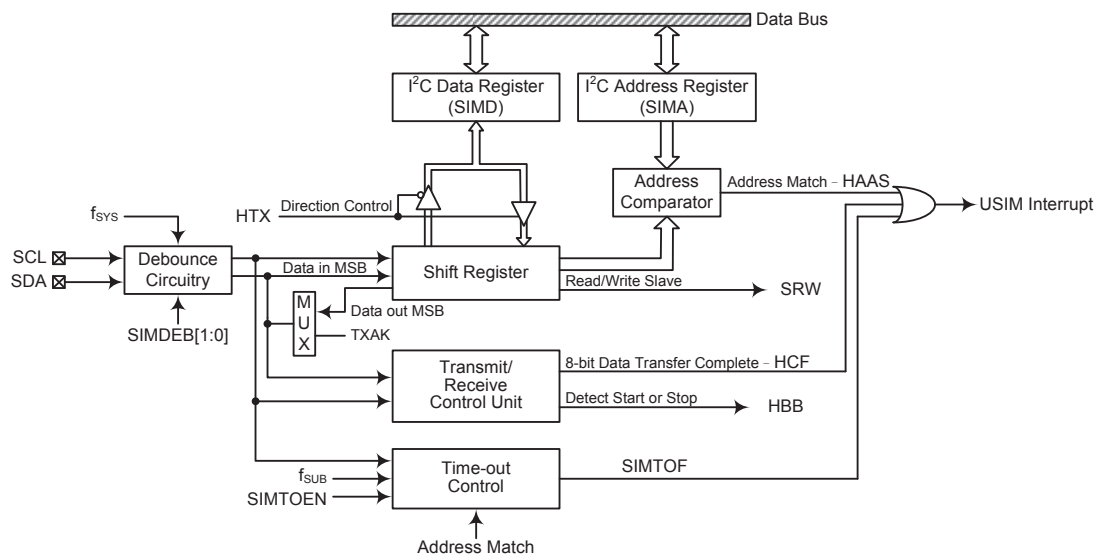 Data Bus
I²C Data Register
(SIMD)
I²C Address Register
(SIMA)
Address
Comparator
Address Match - HAAS
USIM Interrupt
HTX
Direction Control
fSYS
SCL
SDA
Debounce
Circuitry
SIMDEB[1:0]
Data in MSB
Shift Register
Read/Write Slave
SRW
M
U
X
Data out MSB
TXAK
Transmit/
Receive
Control Unit
8-bit Data Transfer Complete - HCF
Detect Start or Stop
HBB
fSUB
SIMTOEN
Time-out
Control
SIMTOF
Address Match